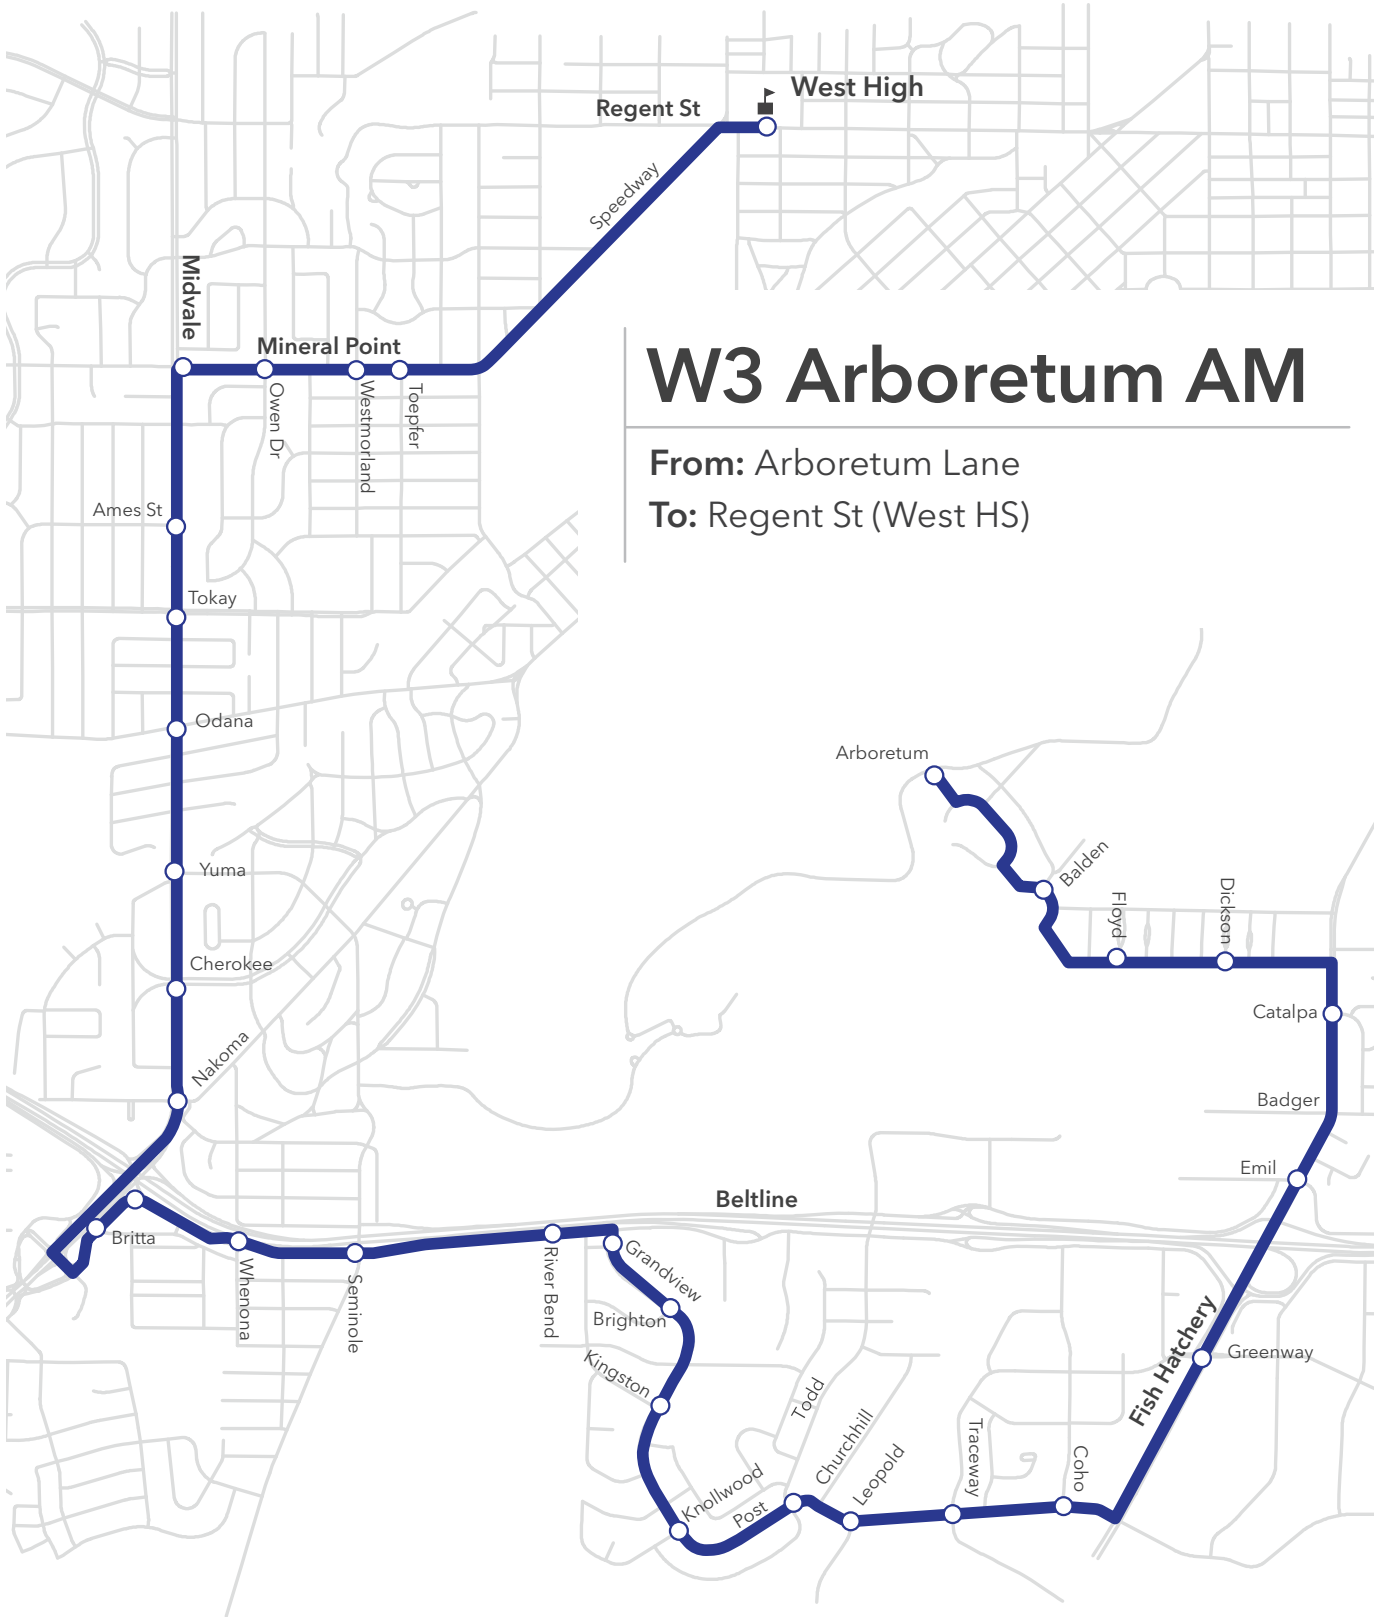 West High
Regent St
Speedway
Midvale
Mineral Point
Owen Dr
Westmorland
Toepfer
W3 Arboretum AM
From: Arboretum Lane
To: Regent St (West HS)
Ames St
Tokay
Odana
Arboretum
Yuma
Balden
Floyd
Dickson
Cherokee
Catalpa
Nakoma
Badger
Emil
Beltline
Britta
Whenona
Seminole
River Bend
Grandview
Brighton
Kingston
Fish Hatchery
Greenway
Todd
Churchhill
Leopold
Traceway
Coho
Knollwood
Post